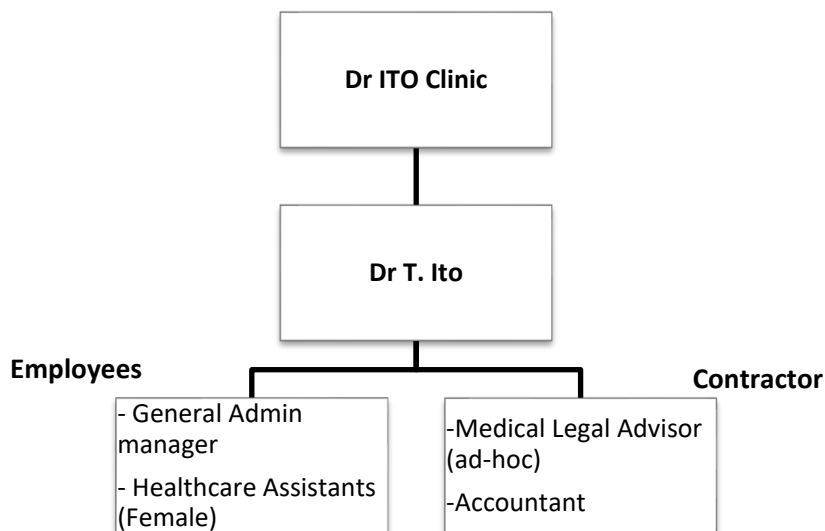 Dr ITO Clinic
Dr T. Ito
Employees
- General Admin
manager
- Healthcare Assistants
(Female)
Contractor
-Medical Legal Advisor
(ad-hoc)
-Accountant